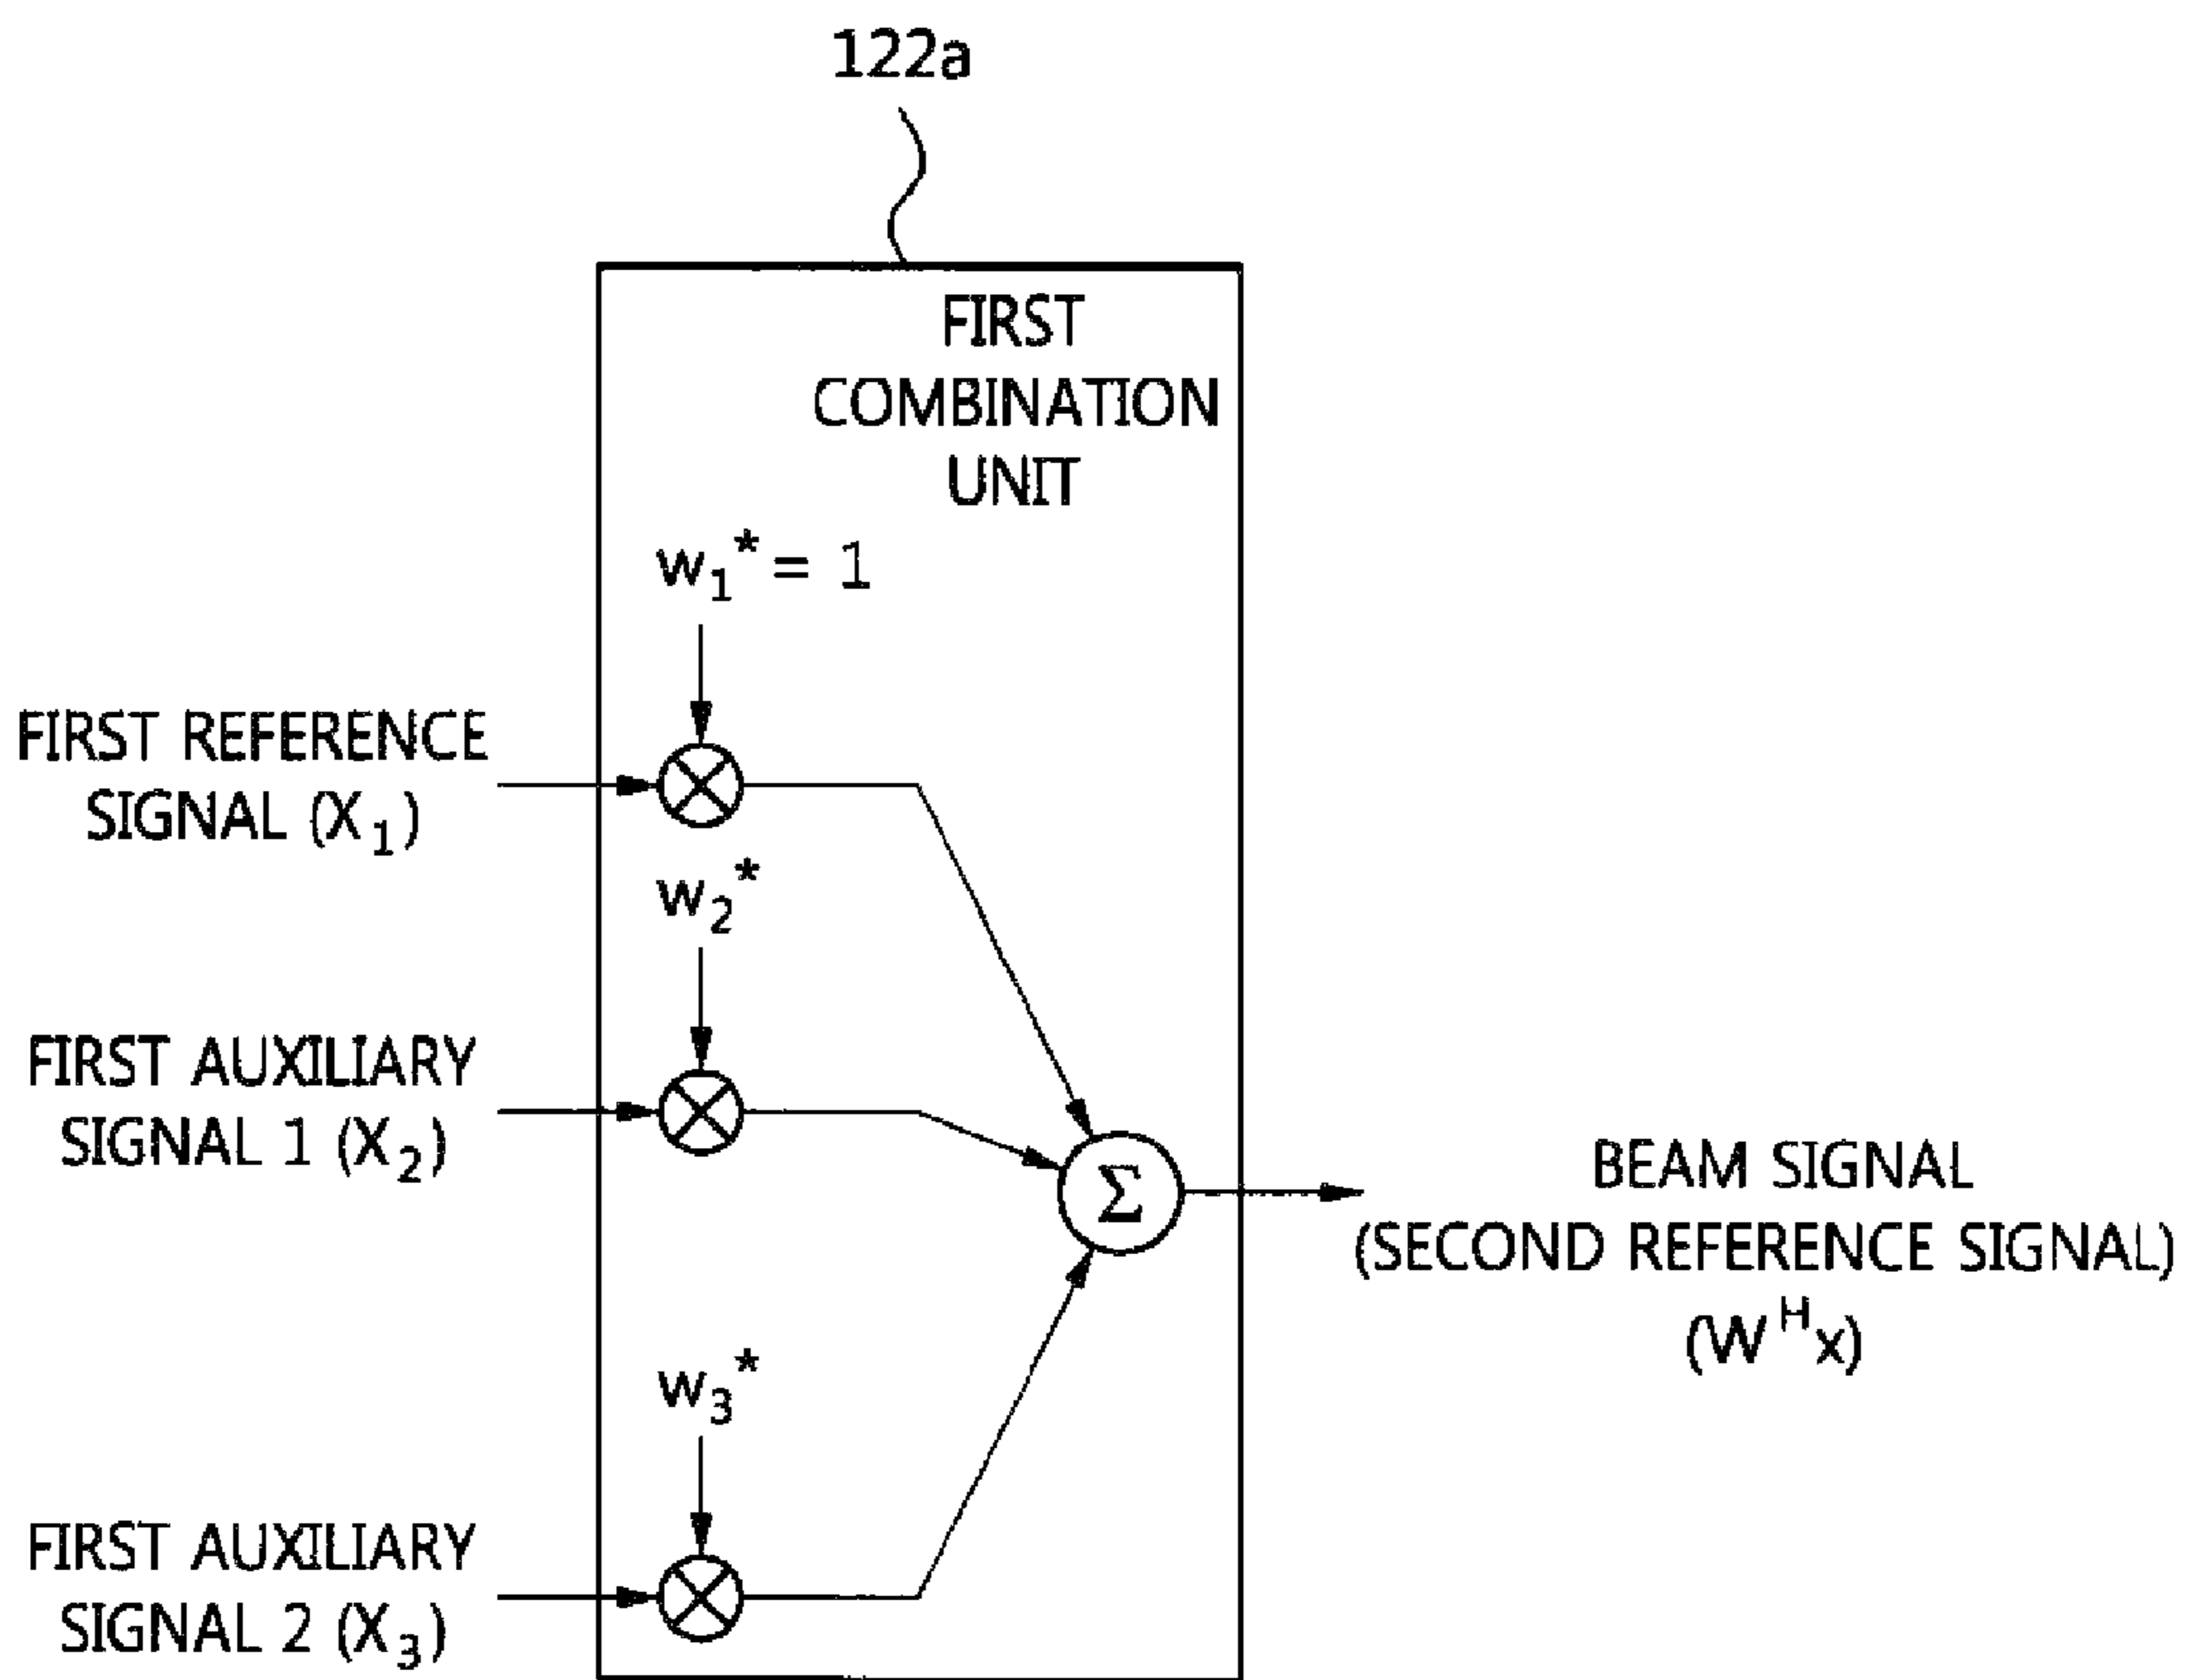 122a
FIRST
COMBINATION
UNIT
w₁* = 1
FIRST REFERENCE
SIGNAL (X₁)
w₂*
FIRST AUXILIARY
SIGNAL 1 (X₂)
Σ
BEAM SIGNAL
(SECOND REFERENCE SIGNAL)
(Wᴴx)
w₃*
FIRST AUXILIARY
SIGNAL 2 (X₃)